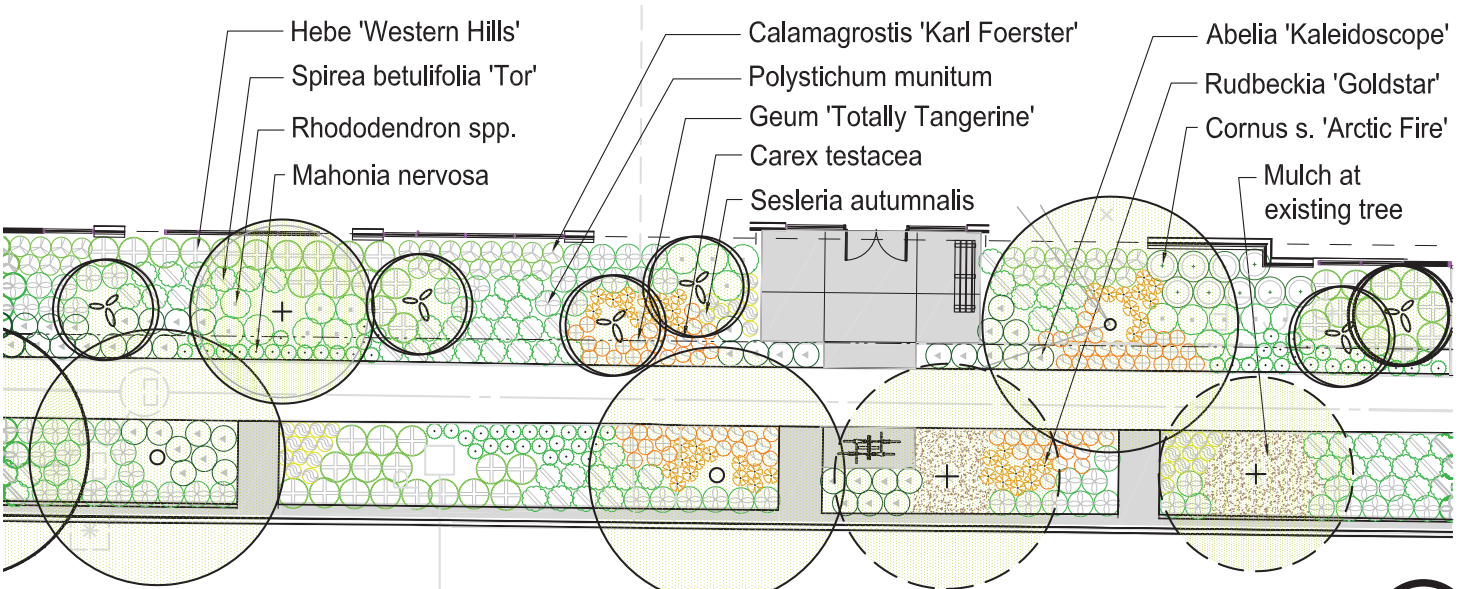 Hebe 'Western Hills'
Spirea betulifolia 'Tor'
Rhododendron spp.
Mahonia nervosa
Calamagrostis 'Karl Foerster'
Polystichum munitum
Geum 'Totally Tangerine'
Carex testacea
Sesleria autumnalis
Abelia 'Kaleidoscope'
Rudbeckia 'Goldstar'
Cornus s. 'Arctic Fire'
Mulch at
existing tree